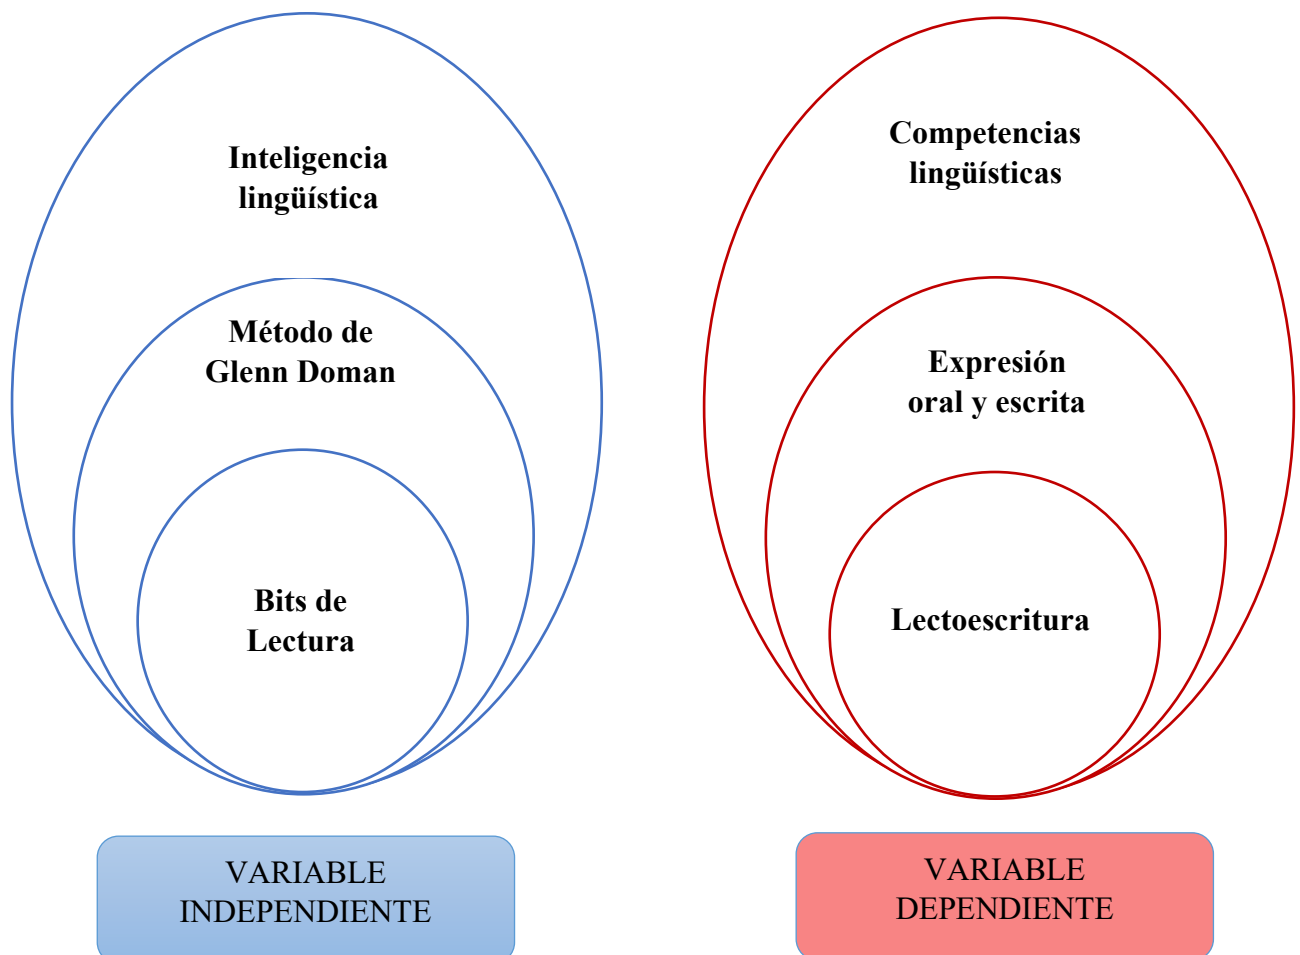 Inteligencia
lingüística
Método de
Glenn Doman
Bits de
Lectura
VARIABLE
INDEPENDIENTE
Competencias
lingüísticas
Expresión
oral y escrita
Lectoescritura
VARIABLE
DEPENDIENTE